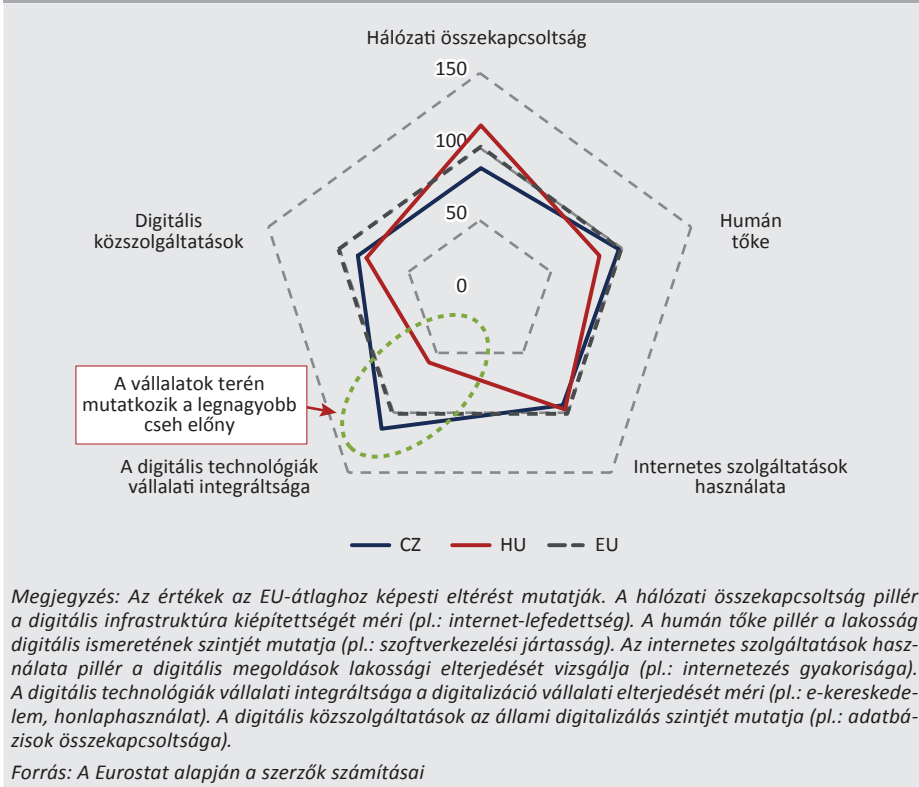 Hálózati összekapcsoltság
150
100
50
0
Humán
tőke
Digitális
közszolgáltatások
A vállalatok terén
mutatkozik a legnagyobb
cseh előny
A digitális technológiák
vállalati integráltsága
Internetes szolgáltatások
használata
CZ HU EU
Megjegyzés: Az értékek az EU-átlaghoz képesti eltérést mutatják. A hálózati összekapcsoltság pillér
a digitális infrastruktúra kiépítettségét méri (pl.: internet-lefedettség). A humán tőke pillér a lakosság
digitális ismeretének szintjét mutatja (pl.: szoftverkezelési jártasság). Az internetes szolgáltatások hasz-
nálata pillér a digitális megoldások lakossági elterjedését vizsgálja (pl.: internetezés gyakorisága).
A digitális technológiák vállalati integráltsága a digitalizáció vállalati elterjedését méri (pl.: e-kereskede-
lem, honlaphasználat). A digitális közszolgáltatások az állami digitalizálás szintjét mutatja (pl.: adatbá-
zisok összekapcsoltsága).
Forrás: A Eurostat alapján a szerzők számításai